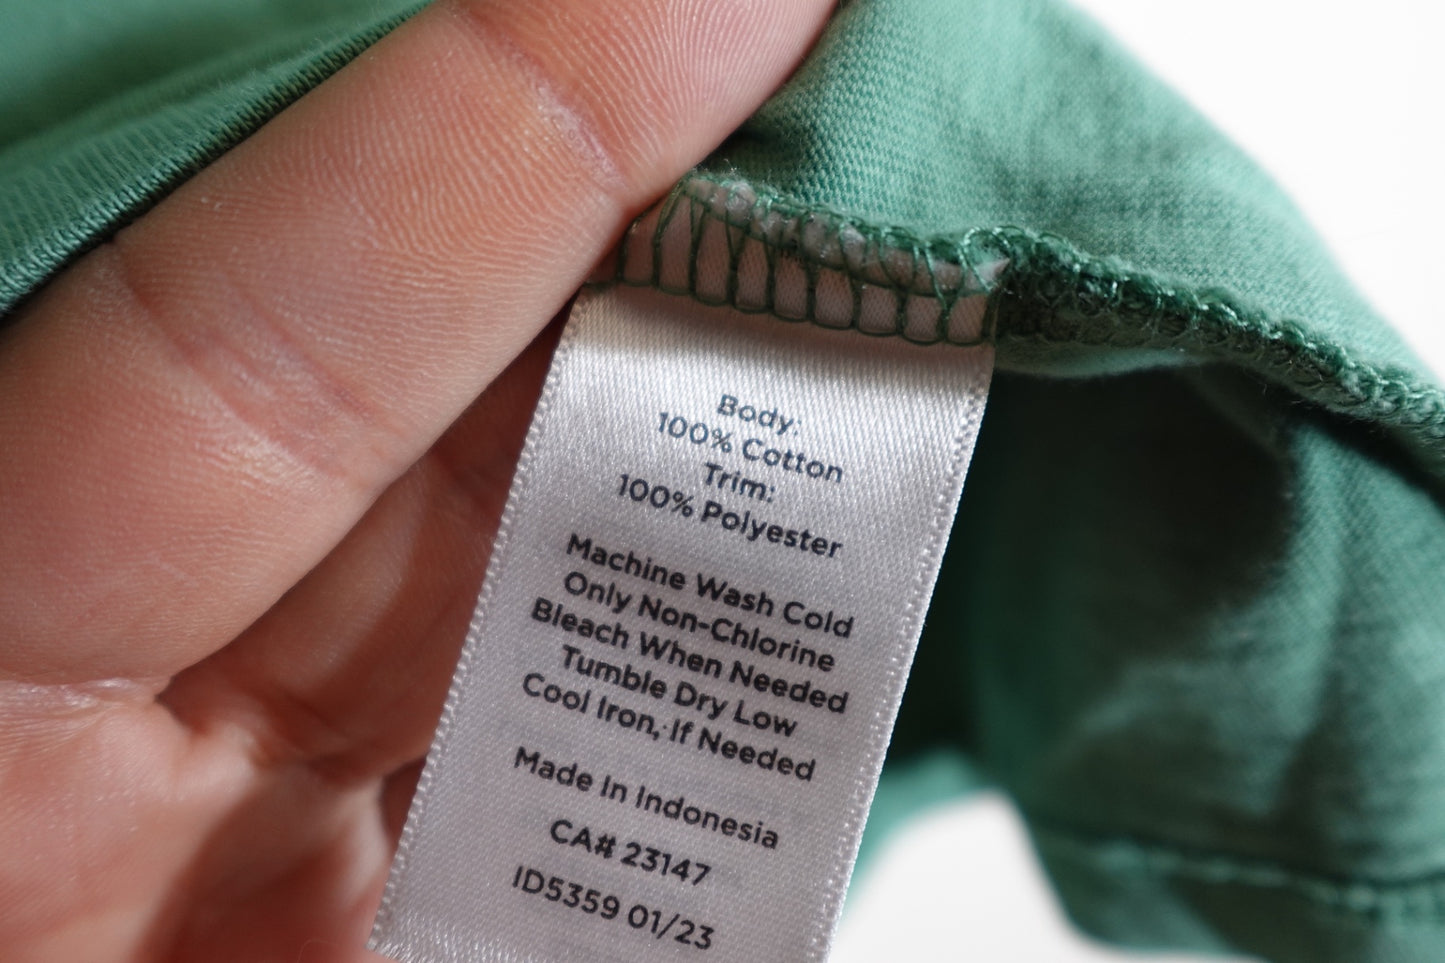 Body:
100% Cotton
Trim:
100% Polyester
Machine Wash Cold
Only Non-Chlorine
Bleach When Needed
Tumble Dry Low
Cool Iron, If Needed
Made In Indonesia
CA# 23147
ID5359 01/23